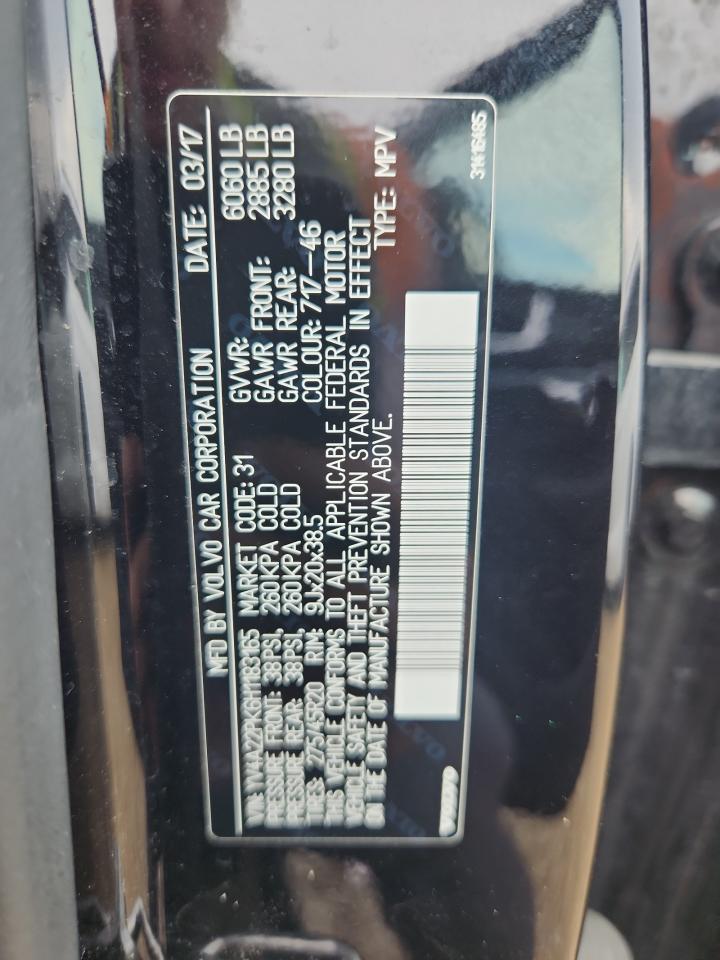 MFD BY VOLVO CAR CORPORATION DATE: 03/17
VIN: MARKET CODE: 31 GVWR: 6060 LB
PRESSURE FRONT: 38PSI, 260KPA COLD GAWR FRONT: 2885 LB
PRESSURE REAR: 38PSI, 260KPA COLD GAWR REAR: 3280 LB
TIRES: 275/45R20 RIM: 9Jx20x38.5 COLOUR: 717--46
THIS VEHICLE CONFORMS TO ALL APPLICABLE FEDERAL MOTOR
VEHICLE SAFETY AND THEFT PREVENTION STANDARDS IN EFFECT
ON THE DATE OF MANUFACTURE SHOWN ABOVE. TYPE: MPV
VOLVO
31416485